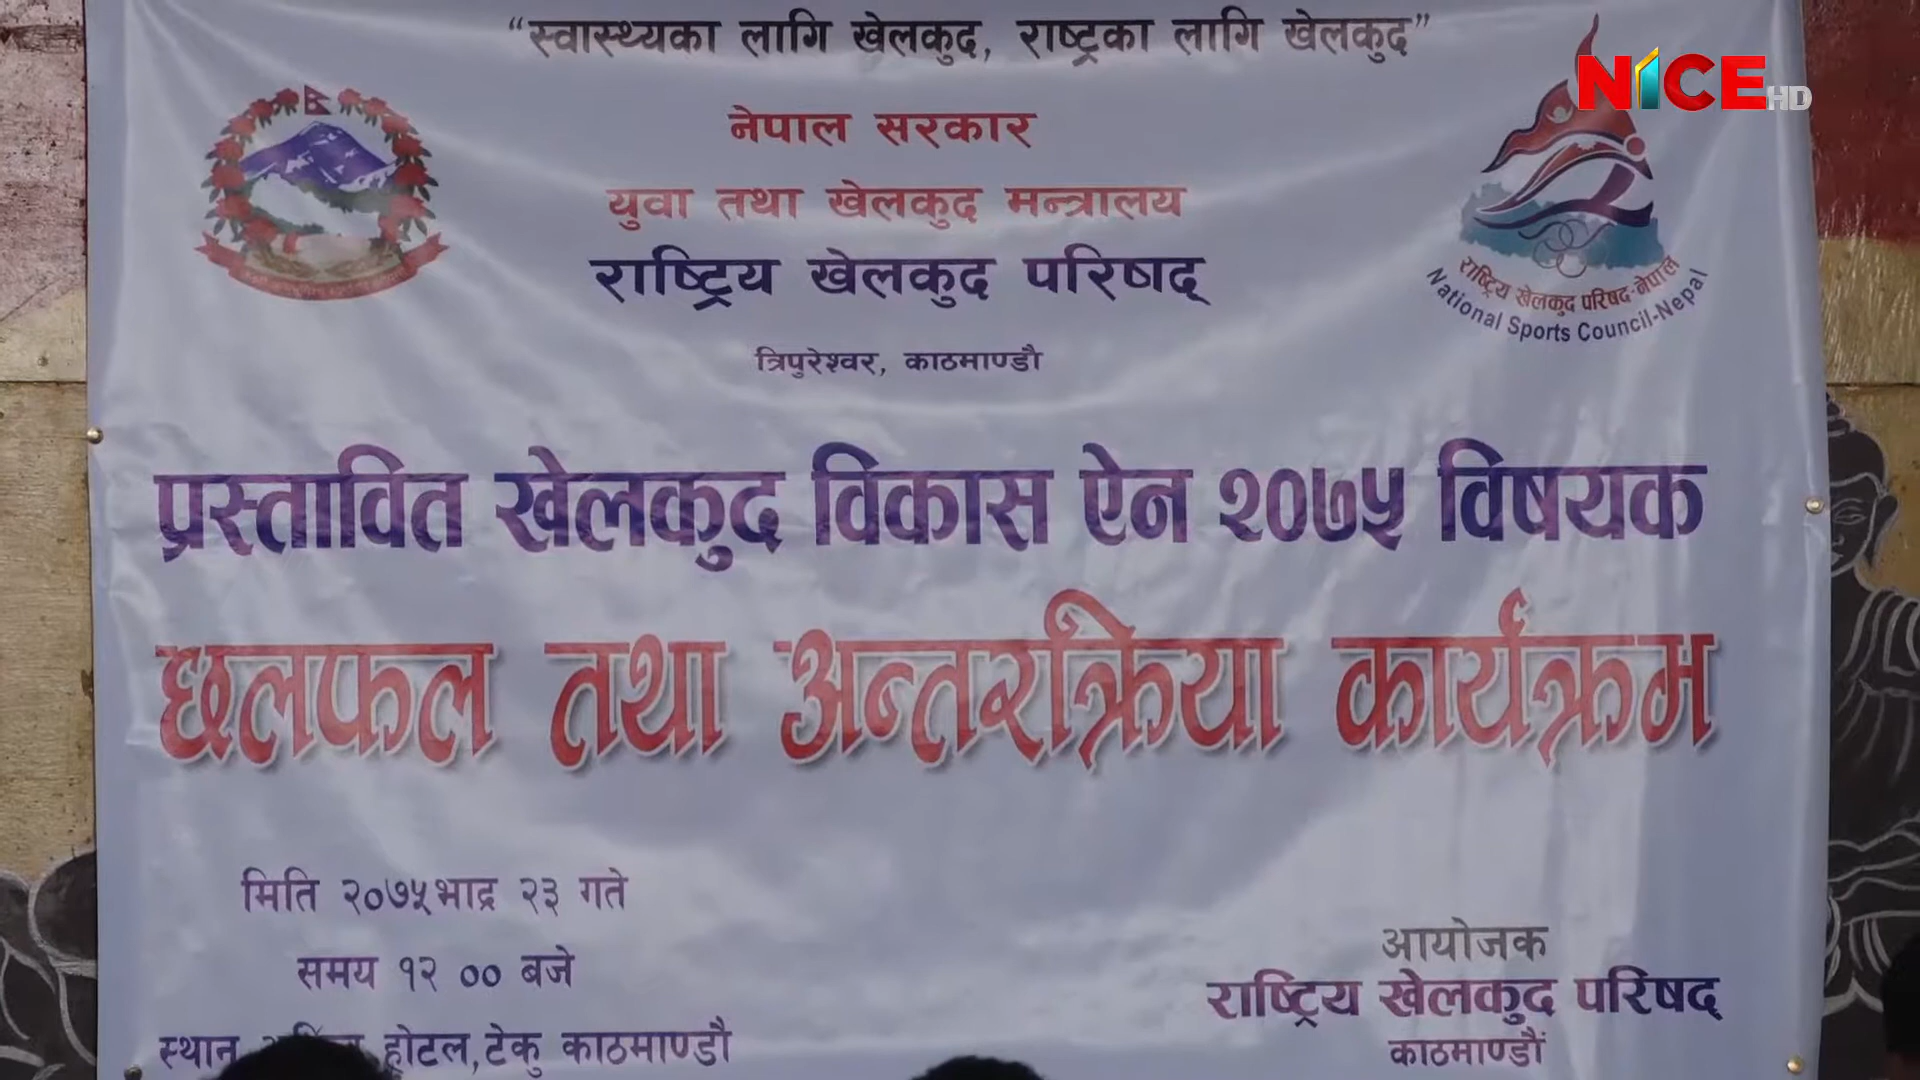 “स्वास्थ्यका लागि खेलकुद, राष्ट्रका लागि खेलकुद”
NICE HD
नेपाल सरकार
युवा तथा खेलकुद मन्त्रालय
राष्ट्रिय खेलकुद परिषद्
त्रिपुरेश्वर, काठमाण्डौ
राष्ट्रिय खेलकुद परिषद-नेपाल
National Sports Council-Nepal
प्रस्तावित खेलकुद विकास ऐन २०७५ विषयक
छलफल तथा अन्तरक्रिया कार्यक्रम
मिति २०७५भाद्र २३ गते
समय १२ ०० बजे
स्थान होटल,टेकु काठमाण्डौ
आयोजक
राष्ट्रिय खेलकुद परिषद्
काठमाण्डौं